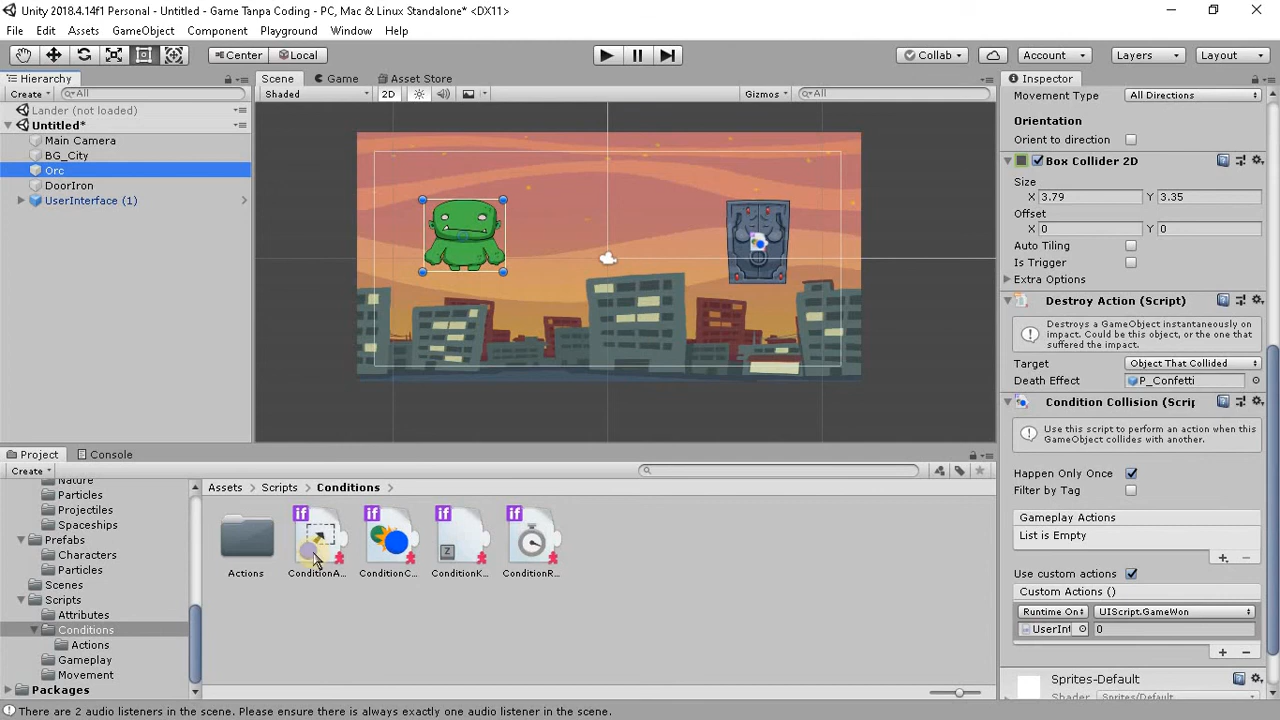 Unity 2018.4.14f1 Personal - Untitled - Game Tanpa Coding - PC, Mac & Linux Standalone* <DX11>
File Edit Assets GameObject Component Playground Window Help
Center Local Collab Account Layers Layout
Hierarchy
Create All
Lander (not loaded)
Untitled*
Main Camera
BG_City
Orc
DoorIron
UserInterface (1)
Scene Game Asset Store
Shaded 2D Gizmos All
Inspector
Movement Type All Directions
Orientation
Orient to direction
Box Collider 2D
Size
X 3.79 Y 3.35
Offset
X 0 Y 0
Auto Tiling
Is Trigger
Extra Options
Destroy Action (Script)
Destroys a GameObject instantaneously on
impact. Could be this object, or the one that
suffered the impact.
Target Object That Collided
Death Effect P_Confetti
Condition Collision (Scrip
Use this script to perform an action when this
GameObject collides with another.
Happen Only Once
Filter by Tag
Gameplay Actions
List is Empty
Use custom actions
Custom Actions ()
Runtime On UIScript.GameWon
UserInt 0
Sprites-Default
Shader Sprites/Default
Project Console
Create
Nature
Particles
Projectiles
Spaceships
Prefabs
Characters
Particles
Scenes
Scripts
Attributes
Conditions
Actions
Gameplay
Movement
Packages
Assets Scripts Conditions
if if if if
Z
Actions ConditionA... ConditionC... ConditionK... ConditionR...
There are 2 audio listeners in the scene. Please ensure there is always exactly one audio listener in the scene.